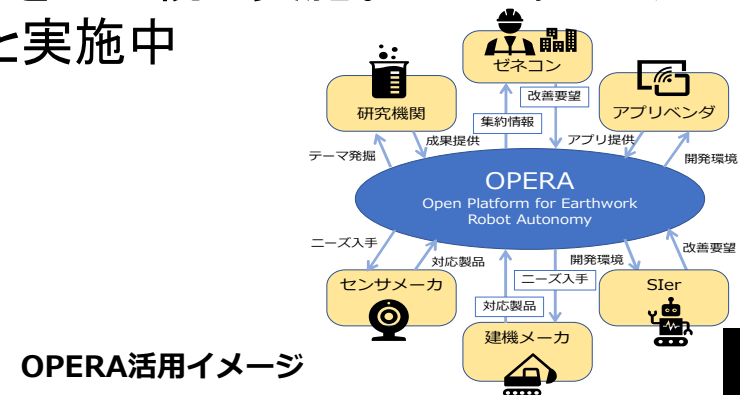 と実施中
ゼネコン
研究機関
アプリベンダ
改善要望
集約情報
成果提供
アプリ提供
テーマ発掘
開発環境
OPERA
Open Platform for Earthwork
Robot Autonomy
ニーズ入手
対応製品
開発環境
改善要望
センサメーカ
ニーズ入手
SIer
対応製品
建機メーカ
OPERA活用イメージ